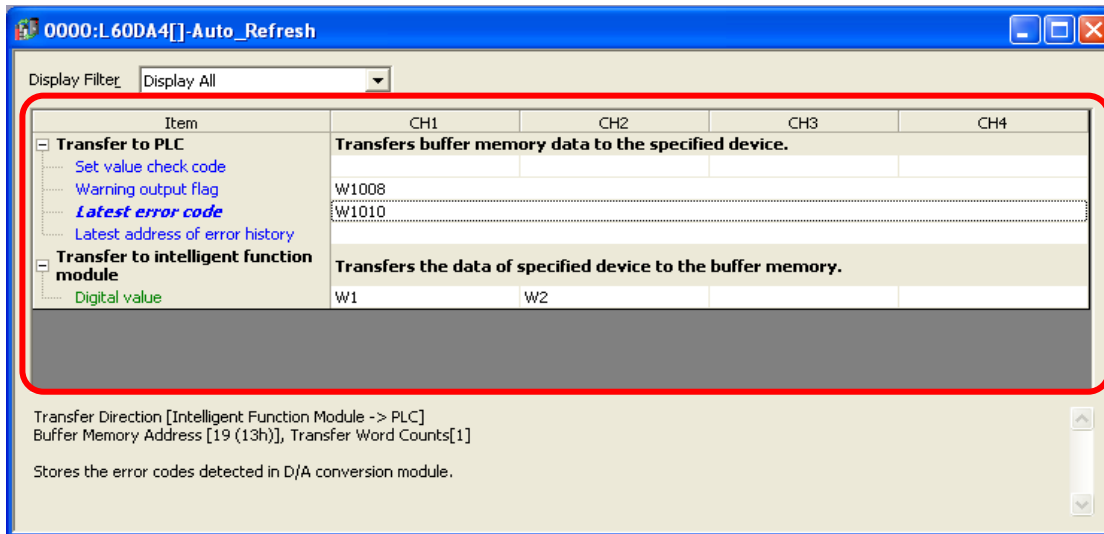 0000:L60DA4[]-Auto_Refresh
Display Filter Display All
Item CH1 CH2 CH3 CH4
Transfer to PLC Transfers buffer memory data to the specified device.
Set value check code
Warning output flag W1008
Latest error code W1010
Latest address of error history
Transfer to intelligent function module Transfers the data of specified device to the buffer memory.
Digital value W1 W2
Transfer Direction [Intelligent Function Module -> PLC]
Buffer Memory Address [19 (13h)], Transfer Word Counts[1]
Stores the error codes detected in D/A conversion module.